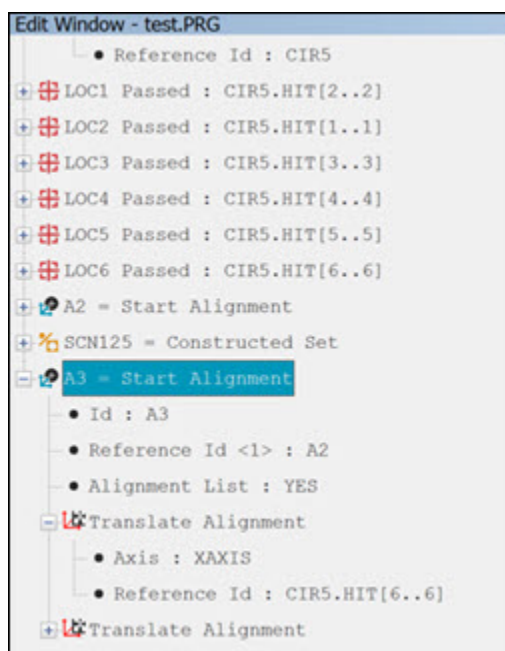 Edit Window - test.PRG
Reference Id : CIR5
LOC1 Passed : CIR5.HIT[2..2]
LOC2 Passed : CIR5.HIT[1..1]
LOC3 Passed : CIR5.HIT[3..3]
LOC4 Passed : CIR5.HIT[4..4]
LOC5 Passed : CIR5.HIT[5..5]
LOC6 Passed : CIR5.HIT[6..6]
A2 = Start Alignment
SCN125 = Constructed Set
A3 = Start Alignment
Id : A3
Reference Id <1> : A2
Alignment List : YES
Translate Alignment
Axis : XAXIS
Reference Id : CIR5.HIT[6..6]
Translate Alignment